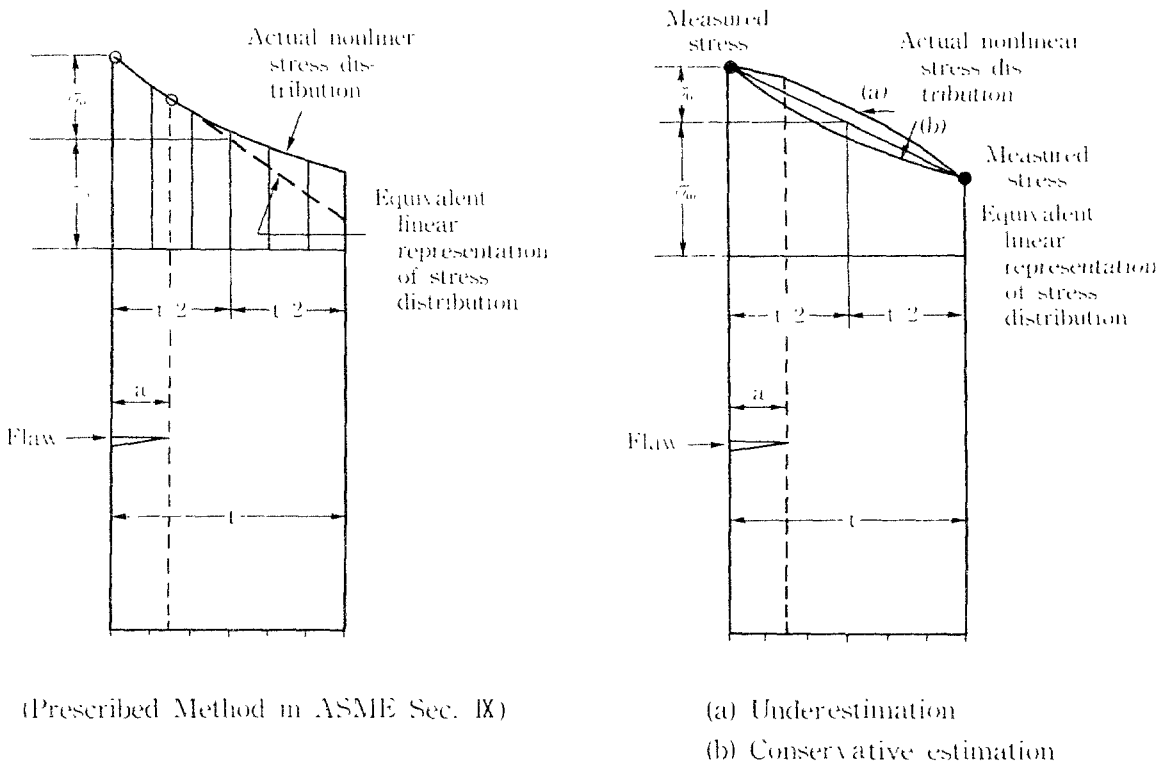 Actual nonliner
stress dis-
tribution
Equivalent
linear
representation
of stress
distribution
t 2
t 2
a
Flaw
t
(Prescribed Method in ASME Sec. IX)
Measured
stress
Actual nonlinear
stress dis
tribution
(a)
(b)
Measured
stress
σm
Equivalent
linear
representation
of stress
distribution
t 2
t 2
a
Flaw
t
(a) Underestimation
(b) Conservative estimation